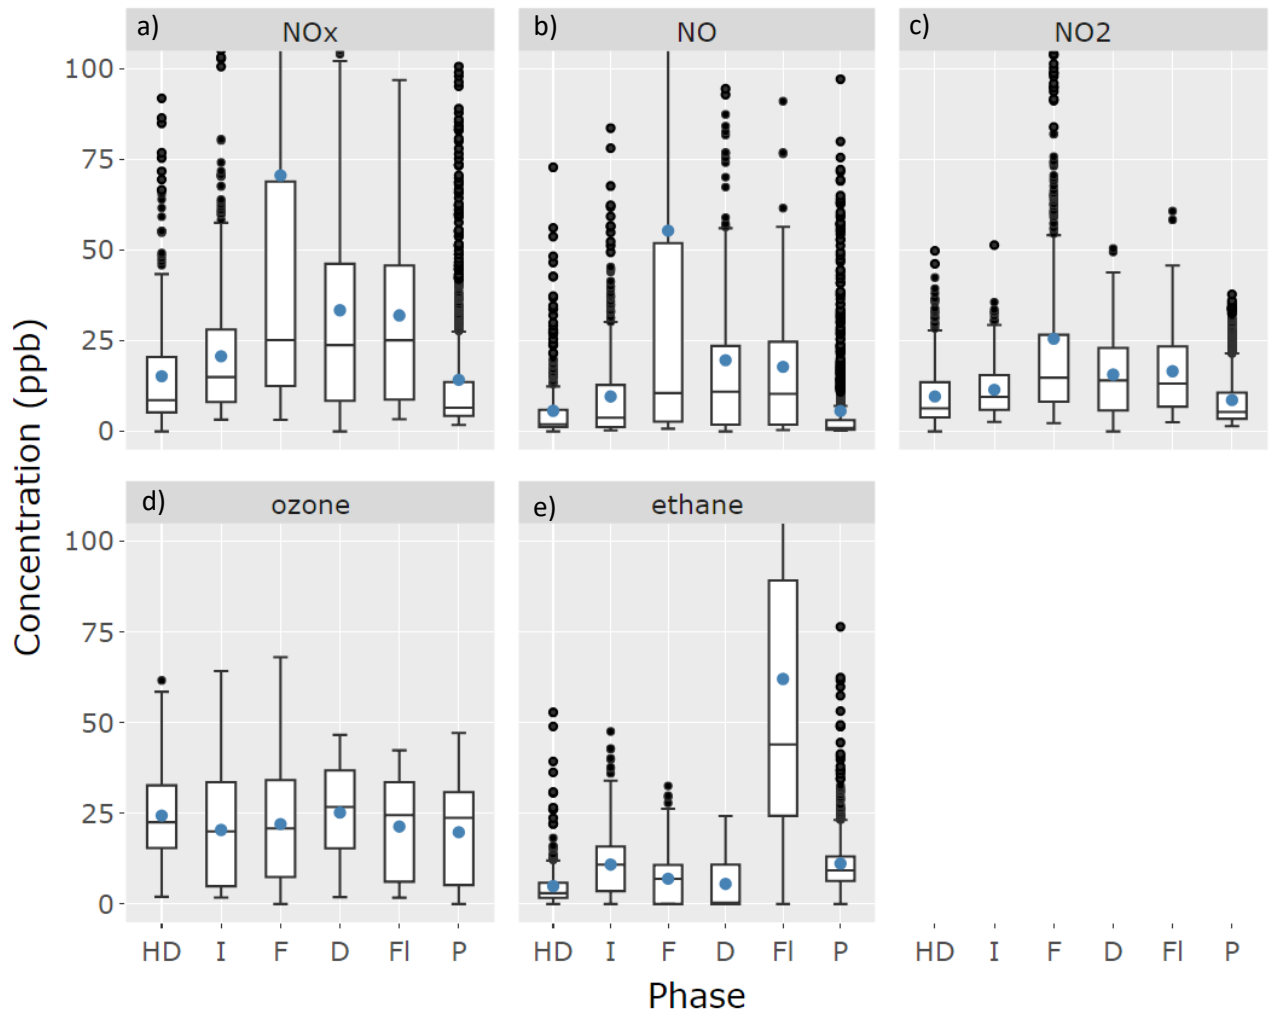 a) NOx
b) NO
c) NO2
100
75
50
25
0
d) ozone
e) ethane
100
75
50
25
0
HD I F D Fl P
HD I F D Fl P
HD I F D Fl P
Concentration (ppb)
Phase